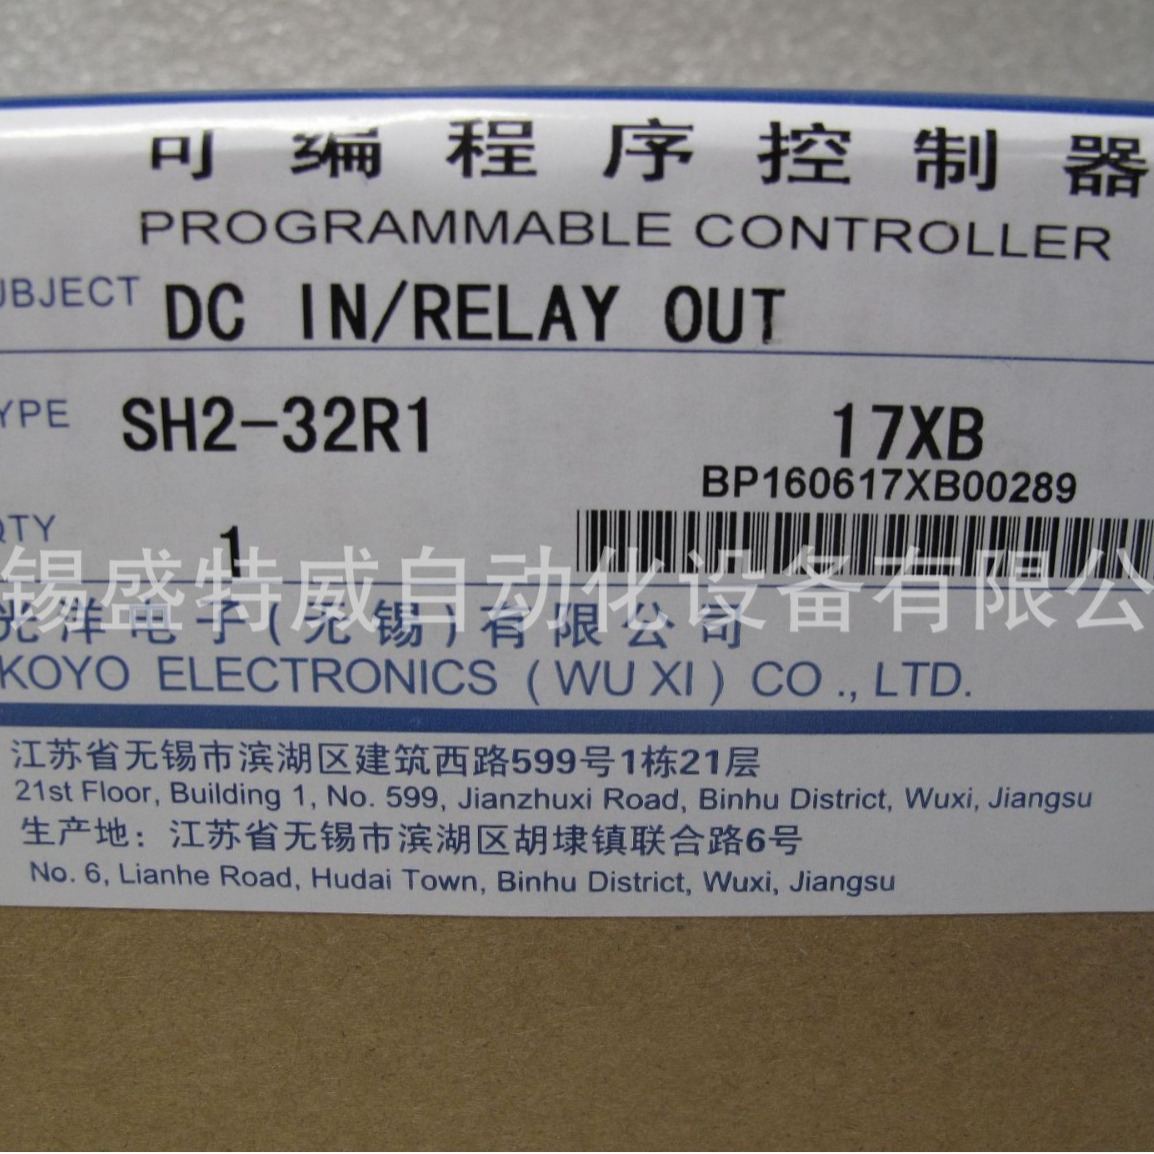 可编程序控制器
PROGRAMMABLE CONTROLLER
UBJECT DC IN/RELAY OUT
YPE SH2-32R1 17XB
BP160617XB00289
QTY 1
锡盛特威自动化设备有限公
光洋电子(无锡)有限公司
KOYO ELECTRONICS (WU XI) CO., LTD.
江苏省无锡市滨湖区建筑西路599号1栋21层
21st Floor, Building 1, No. 599, Jianzhuxi Road, Binhu District, Wuxi, Jiangsu
生产地：江苏省无锡市滨湖区胡埭镇联合路6号
No. 6, Lianhe Road, Hudai Town, Binhu District, Wuxi, Jiangsu